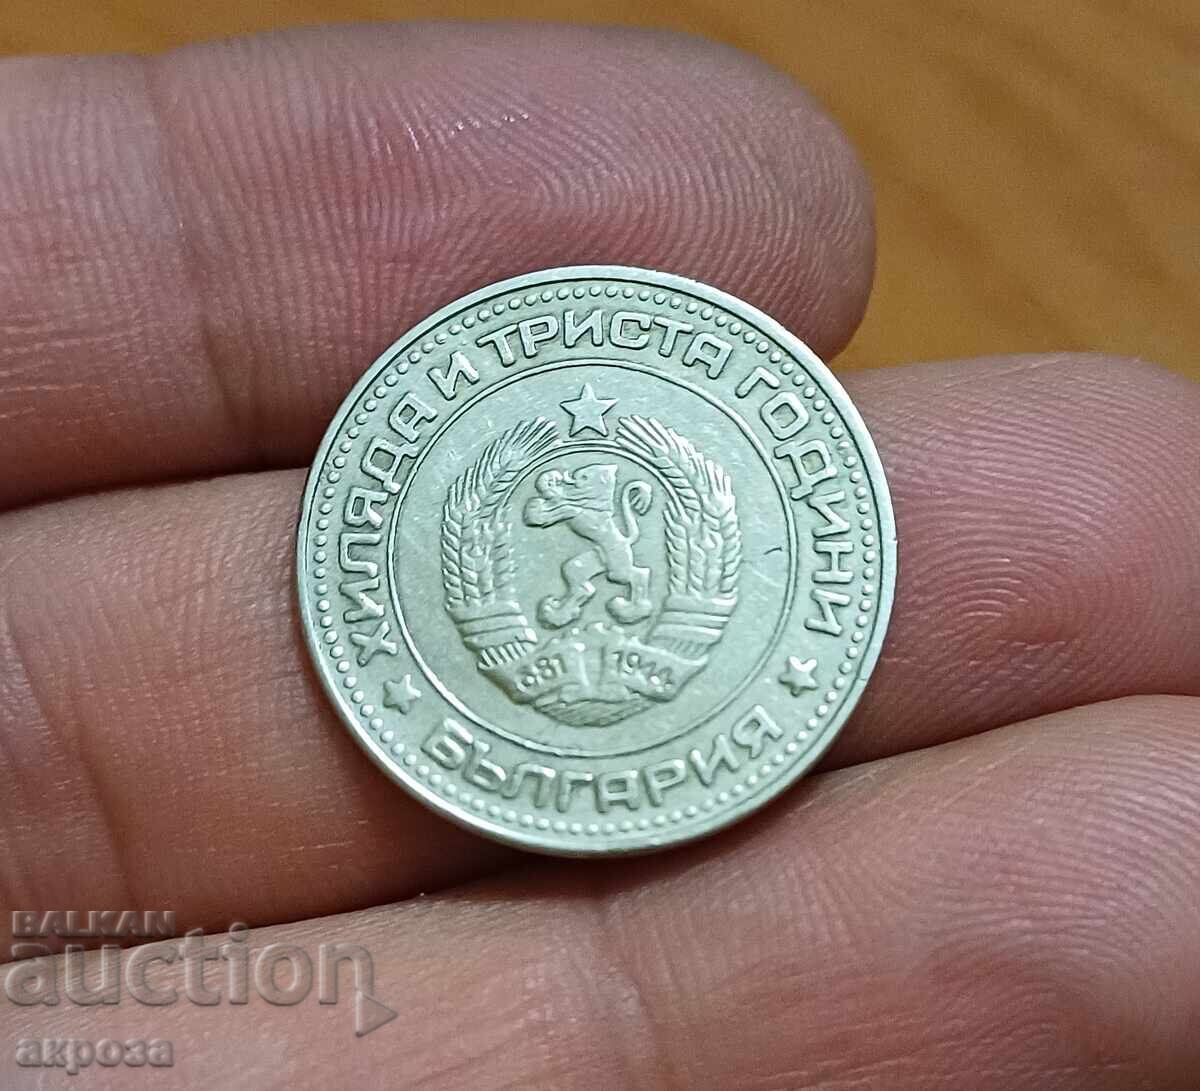 ХИЛЯДА И ТРИСТА ГОДИНИ
681 1944
БЪЛГАРИЯ
BALKAN
auction
акроза